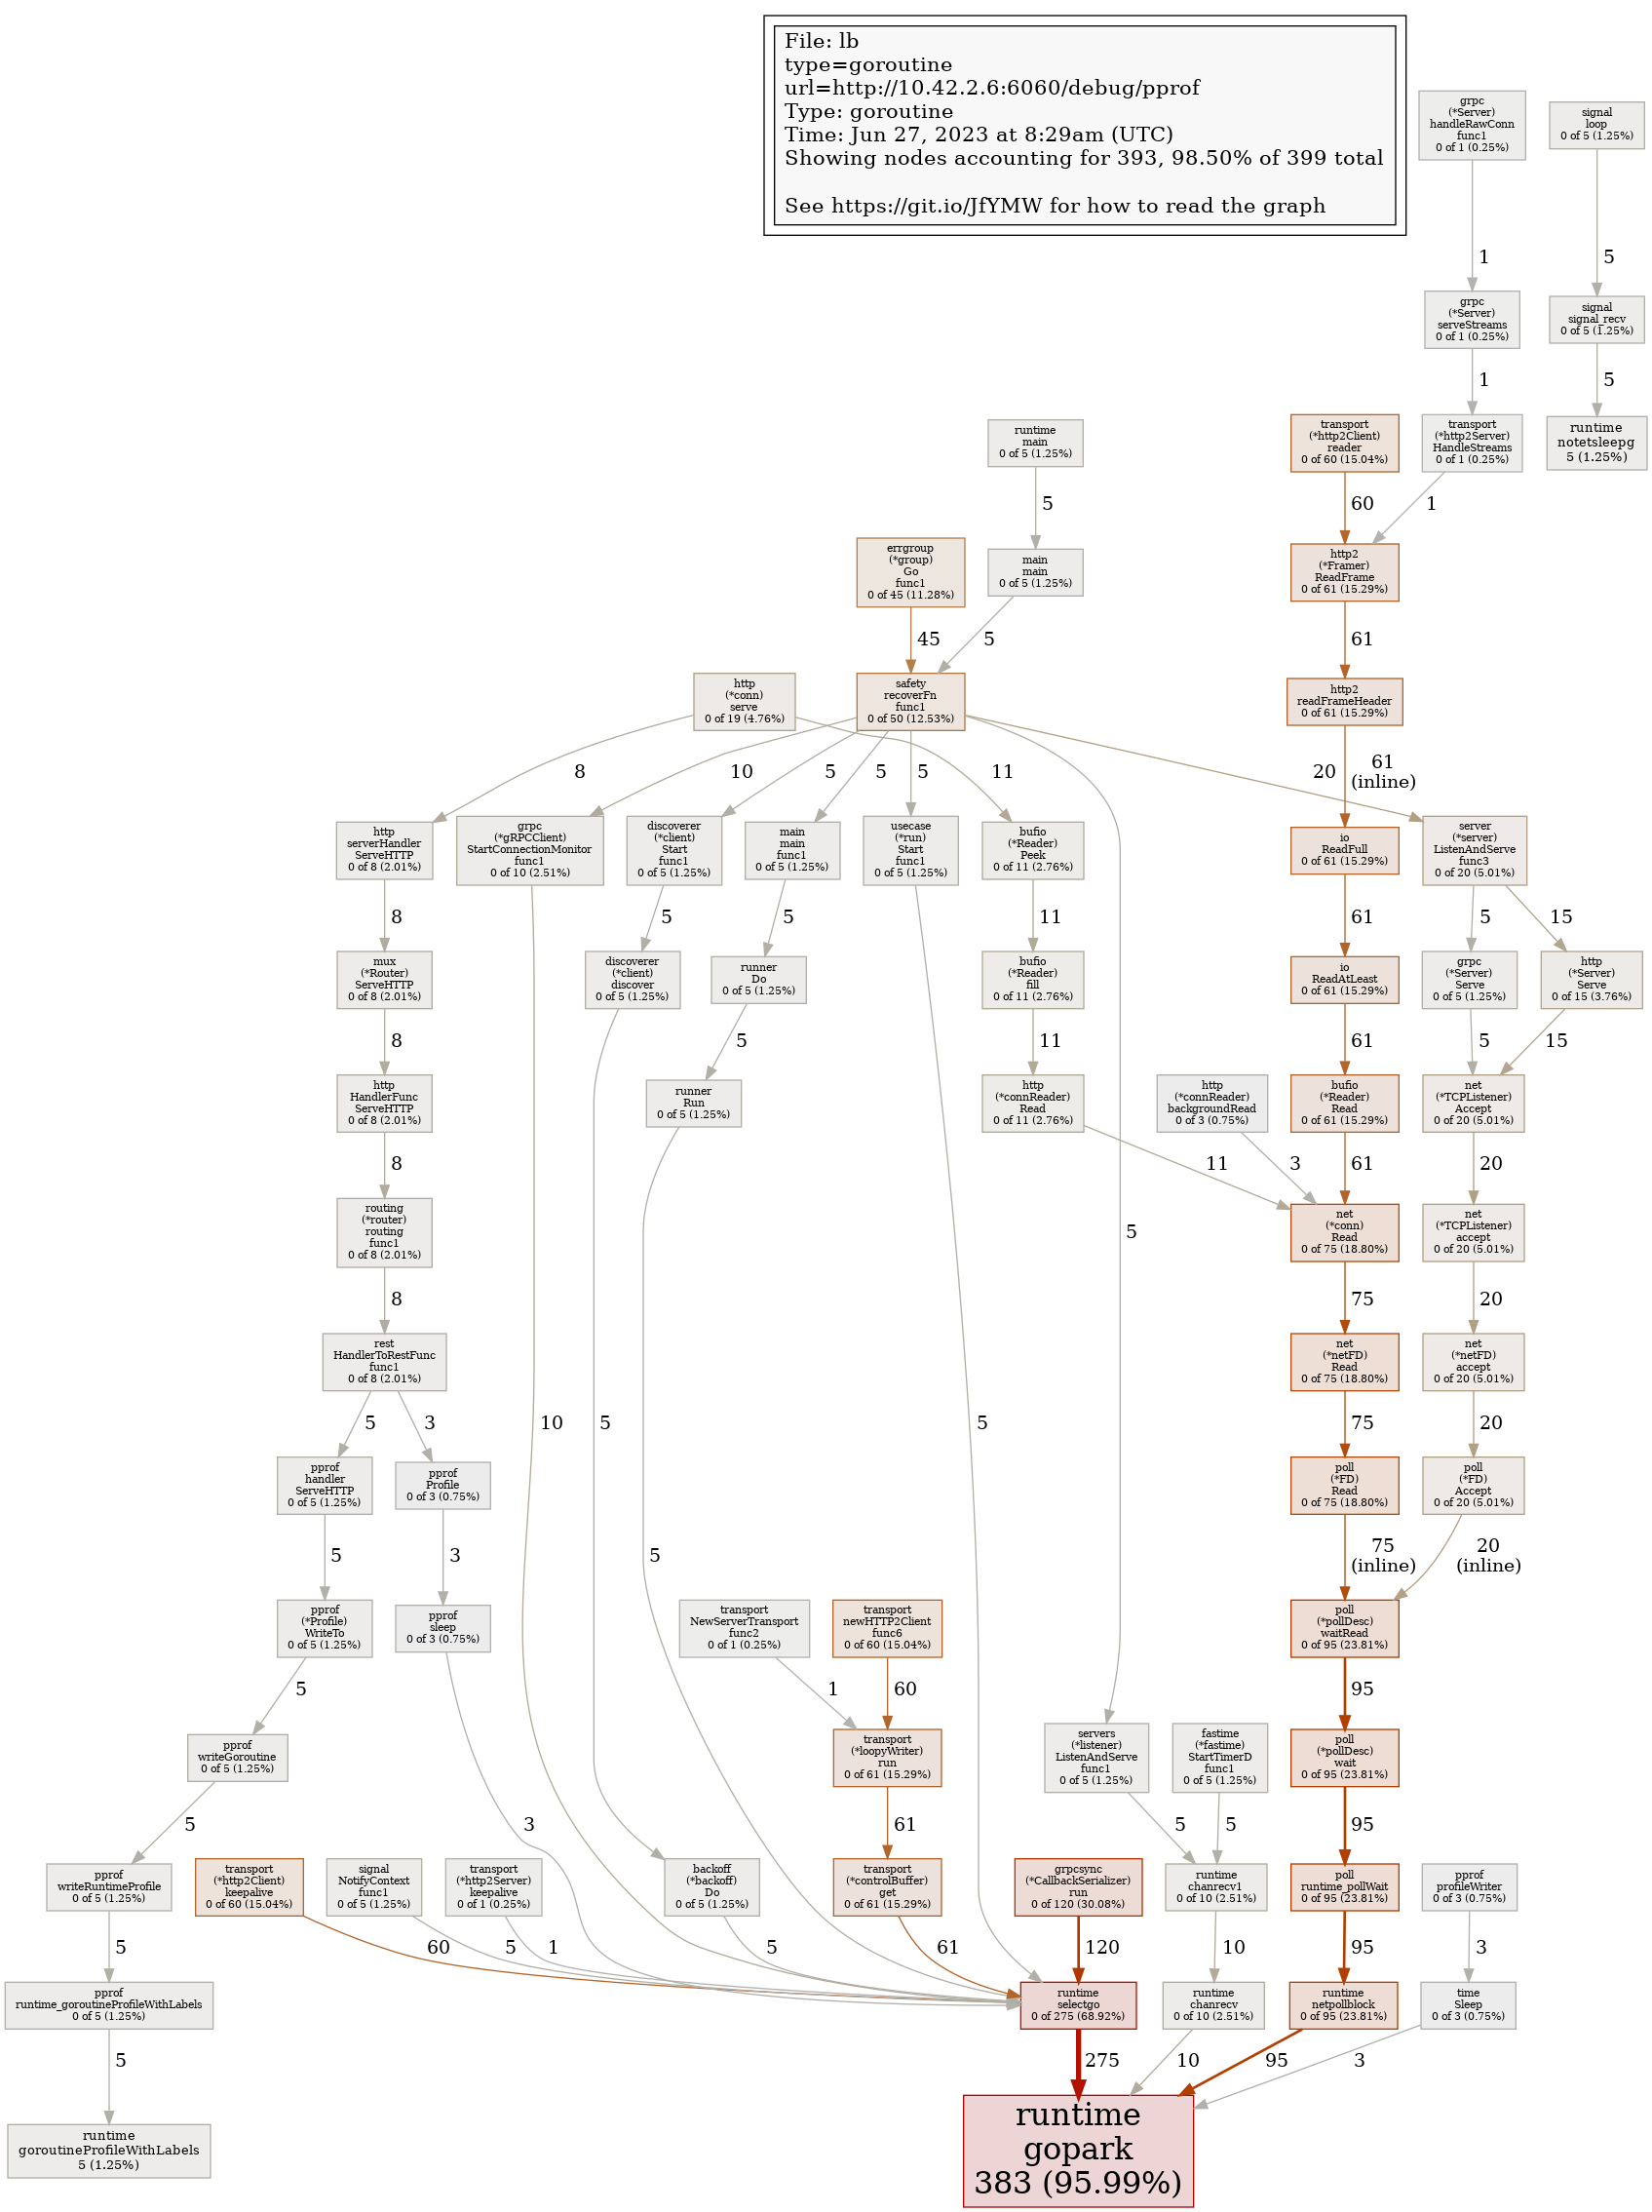 File: lb
type=goroutine
url=http://10.42.2.6:6060/debug/pprof
Type: goroutine
Time: Jun 27, 2023 at 8:29am (UTC)
Showing nodes accounting for 393, 98.50% of 399 total
See https://git.io/JfYMW for how to read the graph
grpc
(*Server)
handleRawConn
func1
0 of 1 (0.25%)
signal
loop
0 of 5 (1.25%)
1
5
grpc
(*Server)
serveStreams
0 of 1 (0.25%)
signal
signal_recv
0 of 5 (1.25%)
1
5
runtime
main
0 of 5 (1.25%)
transport
(*http2Client)
reader
0 of 60 (15.04%)
transport
(*http2Server)
HandleStreams
0 of 1 (0.25%)
runtime
notetsleepg
5 (1.25%)
5
60
1
errgroup
(*group)
Go
func1
0 of 45 (11.28%)
main
main
0 of 5 (1.25%)
http2
(*Framer)
ReadFrame
0 of 61 (15.29%)
45
5
61
http
(*conn)
serve
0 of 19 (4.76%)
safety
recoverFn
func1
0 of 50 (12.53%)
http2
readFrameHeader
0 of 61 (15.29%)
8
10
5
5
5
11
20
61
(inline)
http
serverHandler
ServeHTTP
0 of 8 (2.01%)
grpc
(*gRPCClient)
StartConnectionMonitor
func1
0 of 10 (2.51%)
discoverer
(*client)
Start
func1
0 of 5 (1.25%)
main
main
func1
0 of 5 (1.25%)
usecase
(*run)
Start
func1
0 of 5 (1.25%)
bufio
(*Reader)
Peek
0 of 11 (2.76%)
io
ReadFull
0 of 61 (15.29%)
server
(*server)
ListenAndServe
func3
0 of 20 (5.01%)
8
5
5
11
61
5
15
mux
(*Router)
ServeHTTP
0 of 8 (2.01%)
discoverer
(*client)
discover
0 of 5 (1.25%)
runner
Do
0 of 5 (1.25%)
bufio
(*Reader)
fill
0 of 11 (2.76%)
io
ReadAtLeast
0 of 61 (15.29%)
grpc
(*Server)
Serve
0 of 5 (1.25%)
http
(*Server)
Serve
0 of 15 (3.76%)
8
5
11
61
5
15
http
HandlerFunc
ServeHTTP
0 of 8 (2.01%)
runner
Run
0 of 5 (1.25%)
http
(*connReader)
Read
0 of 11 (2.76%)
http
(*connReader)
backgroundRead
0 of 3 (0.75%)
bufio
(*Reader)
Read
0 of 61 (15.29%)
net
(*TCPListener)
Accept
0 of 20 (5.01%)
8
11
3
61
20
routing
(*router)
routing
func1
0 of 8 (2.01%)
5
net
(*conn)
Read
0 of 75 (18.80%)
net
(*TCPListener)
accept
0 of 20 (5.01%)
8
75
20
rest
HandlerToRestFunc
func1
0 of 8 (2.01%)
net
(*netFD)
Read
0 of 75 (18.80%)
net
(*netFD)
accept
0 of 20 (5.01%)
5
3
10
5
5
75
20
pprof
handler
ServeHTTP
0 of 5 (1.25%)
pprof
Profile
0 of 3 (0.75%)
poll
(*FD)
Read
0 of 75 (18.80%)
poll
(*FD)
Accept
0 of 20 (5.01%)
5
3
5
75
(inline)
20
(inline)
pprof
(*Profile)
WriteTo
0 of 5 (1.25%)
pprof
sleep
0 of 3 (0.75%)
transport
NewServerTransport
func2
0 of 1 (0.25%)
transport
newHTTP2Client
func6
0 of 60 (15.04%)
poll
(*pollDesc)
waitRead
0 of 95 (23.81%)
5
1
60
95
pprof
writeGoroutine
0 of 5 (1.25%)
transport
(*loopyWriter)
run
0 of 61 (15.29%)
servers
(*listener)
ListenAndServe
func1
0 of 5 (1.25%)
fastime
(*fastime)
StartTimerD
func1
0 of 5 (1.25%)
poll
(*pollDesc)
wait
0 of 95 (23.81%)
5
3
61
5
5
95
pprof
writeRuntimeProfile
0 of 5 (1.25%)
transport
(*http2Client)
keepalive
0 of 60 (15.04%)
signal
NotifyContext
func1
0 of 5 (1.25%)
transport
(*http2Server)
keepalive
0 of 1 (0.25%)
backoff
(*backoff)
Do
0 of 5 (1.25%)
transport
(*controlBuffer)
get
0 of 61 (15.29%)
grpcsync
(*CallbackSerializer)
run
0 of 120 (30.08%)
runtime
chanrecv1
0 of 10 (2.51%)
poll
runtime_pollWait
0 of 95 (23.81%)
pprof
profileWriter
0 of 3 (0.75%)
5
60
5
1
5
61
120
10
95
3
pprof
runtime_goroutineProfileWithLabels
0 of 5 (1.25%)
runtime
selectgo
0 of 275 (68.92%)
runtime
chanrecv
0 of 10 (2.51%)
runtime
netpollblock
0 of 95 (23.81%)
time
Sleep
0 of 3 (0.75%)
5
275
10
95
3
runtime
goroutineProfileWithLabels
5 (1.25%)
runtime
gopark
383 (95.99%)